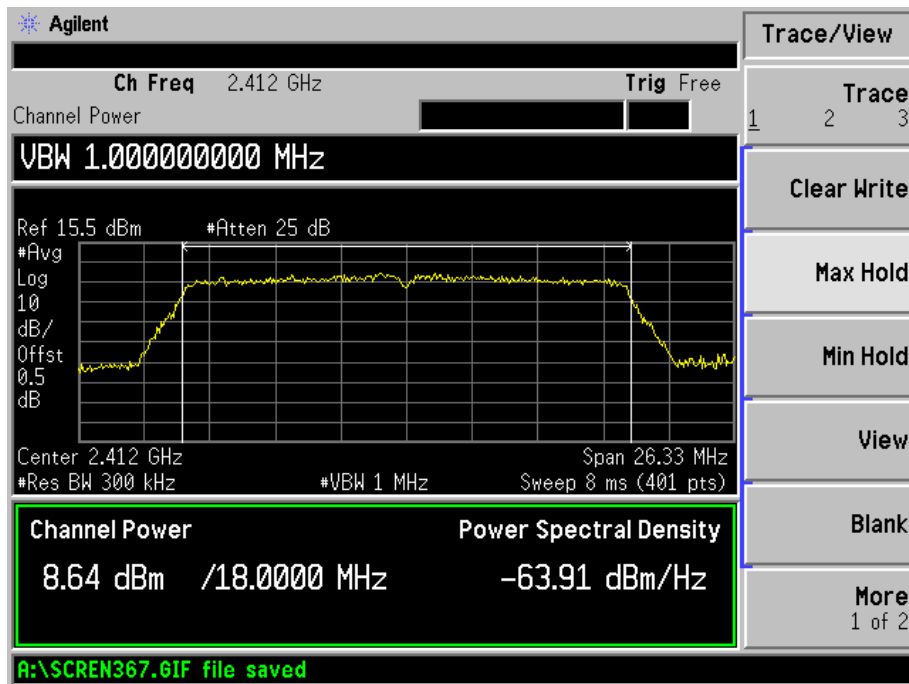 Agilent
Trace/View
Ch Freq 2.412 GHz Trig Free
Channel Power
Trace
1 2 3
VBW 1.000000000 MHz
Clear Write
Ref 15.5 dBm #Atten 25 dB
#Avg
Log
10
dB/
Offst
0.5
dB
Max Hold
Min Hold
View
Center 2.412 GHz Span 26.33 MHz
#Res BW 300 kHz #VBW 1 MHz Sweep 8 ms (401 pts)
Channel Power Power Spectral Density
Blank
8.64 dBm /18.0000 MHz -63.91 dBm/Hz
More
1 of 2
A:\SCREN367.GIF file saved